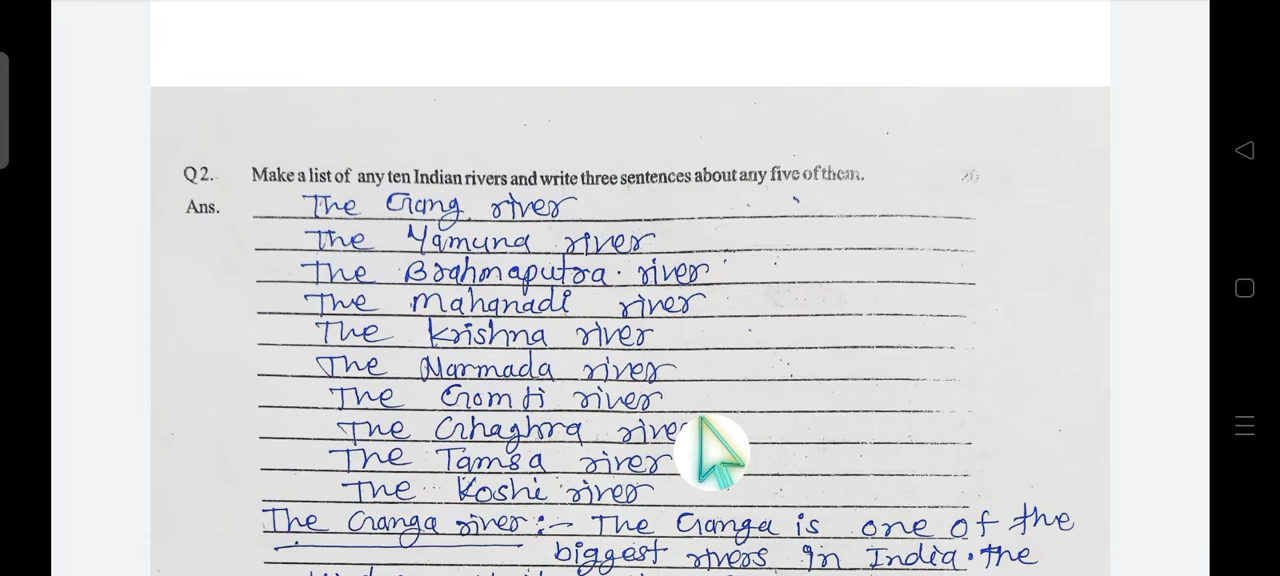 Q2. Make a list of any ten Indian rivers and write three sentences about any five of them.
Ans. The Gang river
The Yamuna river
The Brahmaputra river
The Mahanadi river
The Krishna river
The Narmada river
The Gomti river
The Ghaghra river
The Tamsa river
The Koshi river
The Ganga river :- The Ganga is one of the
biggest rivers in India. The